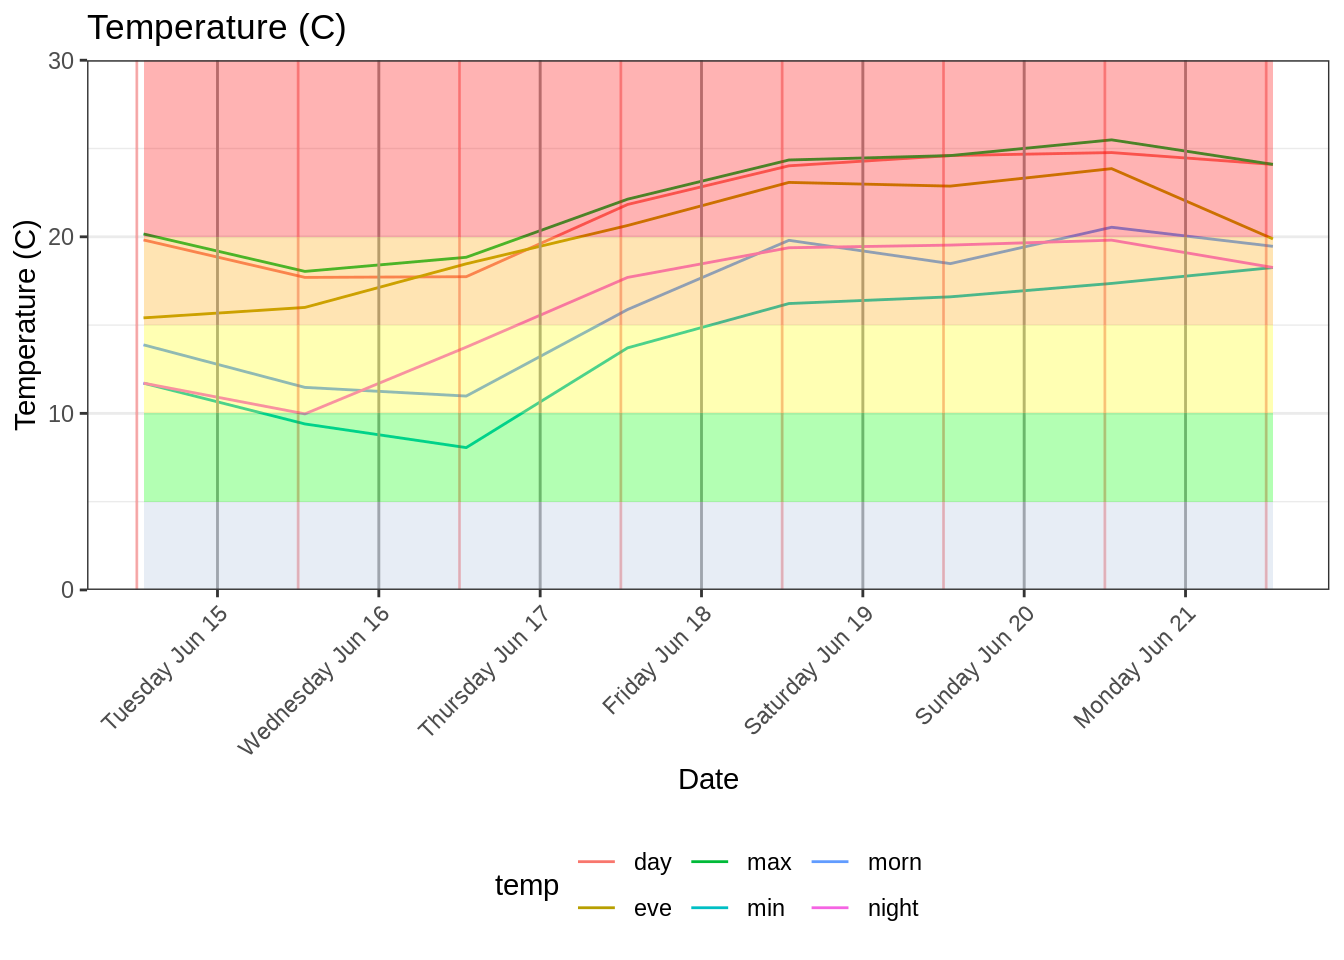 Temperature (C)
Temperature (C)
30
20
10
0
Tuesday Jun 15
Wednesday Jun 16
Thursday Jun 17
Friday Jun 18
Saturday Jun 19
Sunday Jun 20
Monday Jun 21
Date
temp
day max morn
eve min night